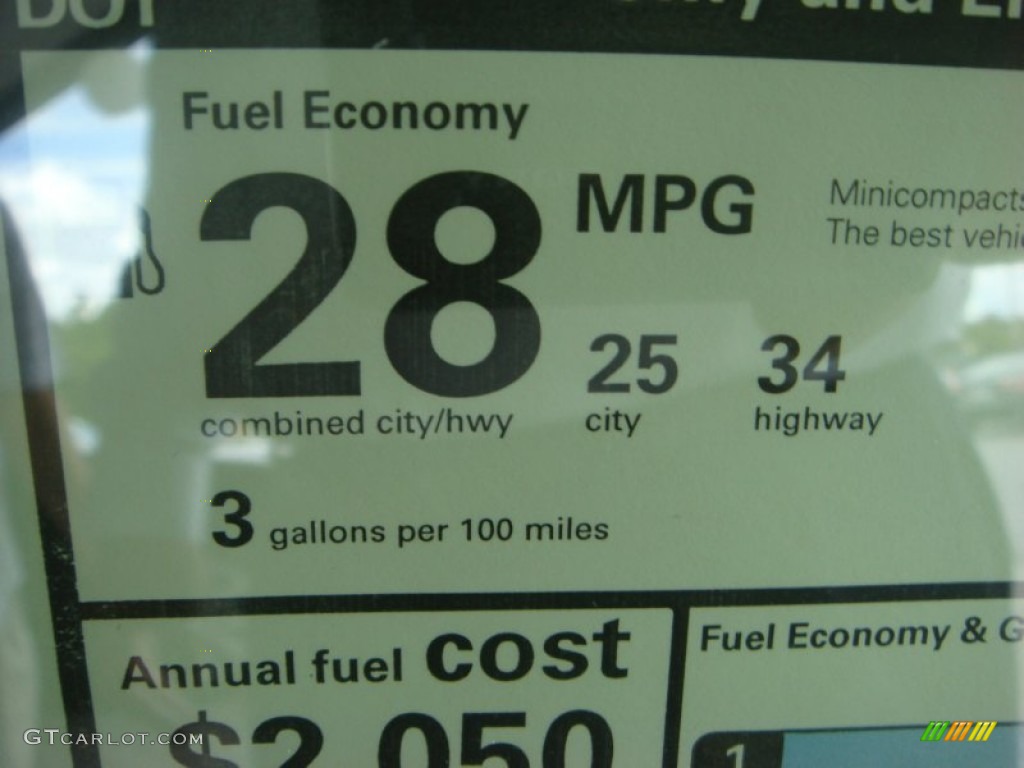 DOT
Fuel Economy
28 MPG
Minicompacts
The best
combined city/hwy
25 city
34 highway
3 gallons per 100 miles
Annual fuel cost
$2,050
Fuel Economy &
1
GTCARLOT.COM